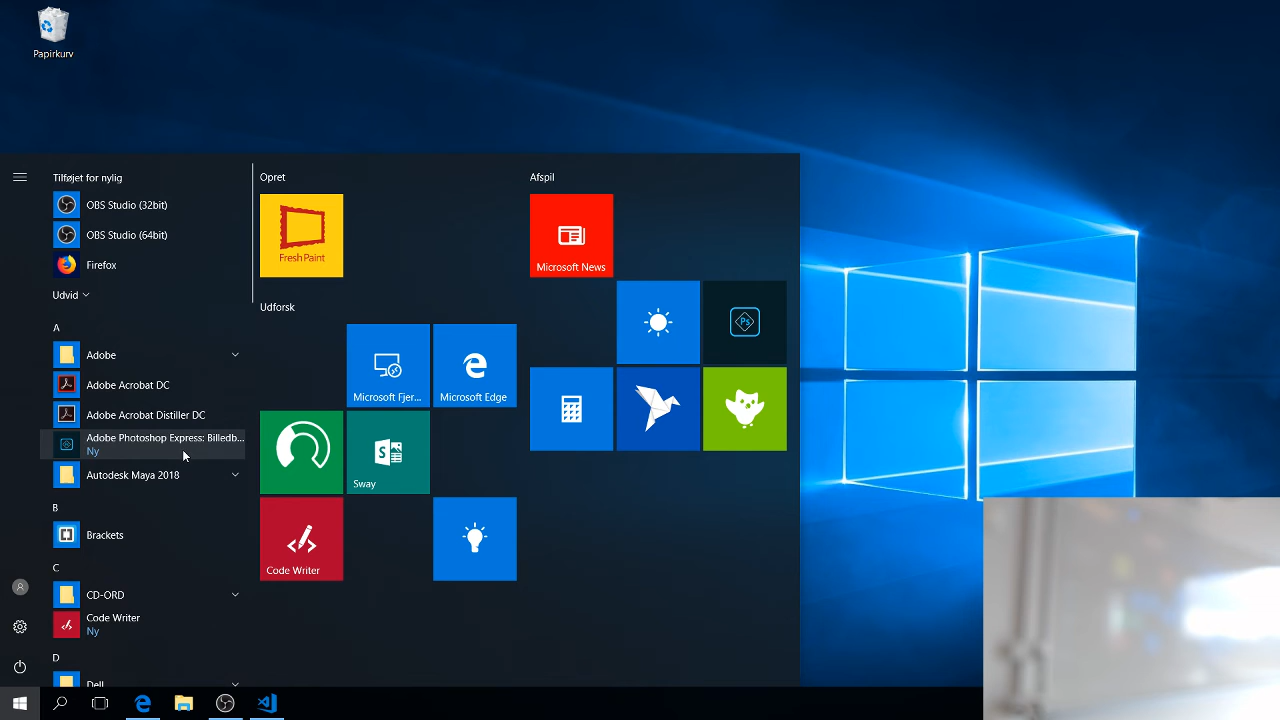 Papirkurv
Tilføjet for nylig
OBS Studio (32bit)
OBS Studio (64bit)
Firefox
Udvid
A
Adobe
Adobe Acrobat DC
Adobe Acrobat Distiller DC
Adobe Photoshop Express: Billedb...
Ny
Autodesk Maya 2018
B
Brackets
C
CD-ORD
Code Writer
Ny
D
Dell
Opret
Fresh Paint
Udforsk
Microsoft Fjer...
Microsoft Edge
Sway
Code Writer
Afspil
Microsoft News
Ps